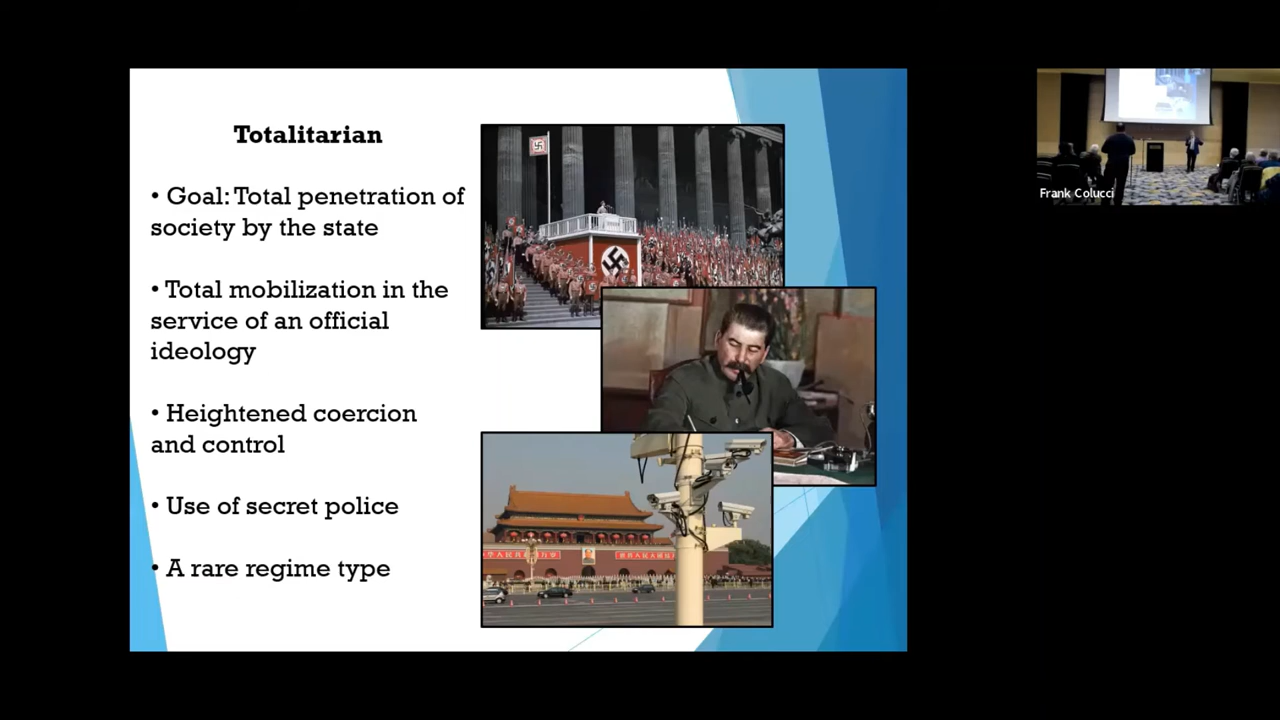 Totalitarian
• Goal: Total penetration of
society by the state
• Total mobilization in the
service of an official
ideology
• Heightened coercion
and control
• Use of secret police
• A rare regime type
Frank Colucci